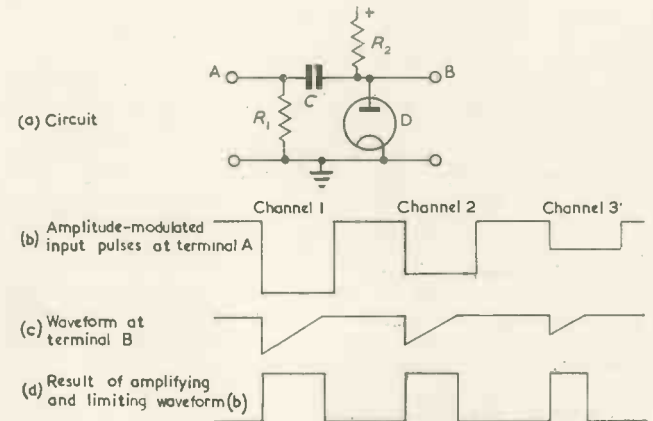 +
R₂
A
B
C
R₁
D
(a) Circuit
Channel 1
Channel 2
Channel 3
(b) Amplitude-modulated
input pulses at terminal A
(c) Waveform at
terminal B
(d) Result of amplifying
and limiting waveform(b)